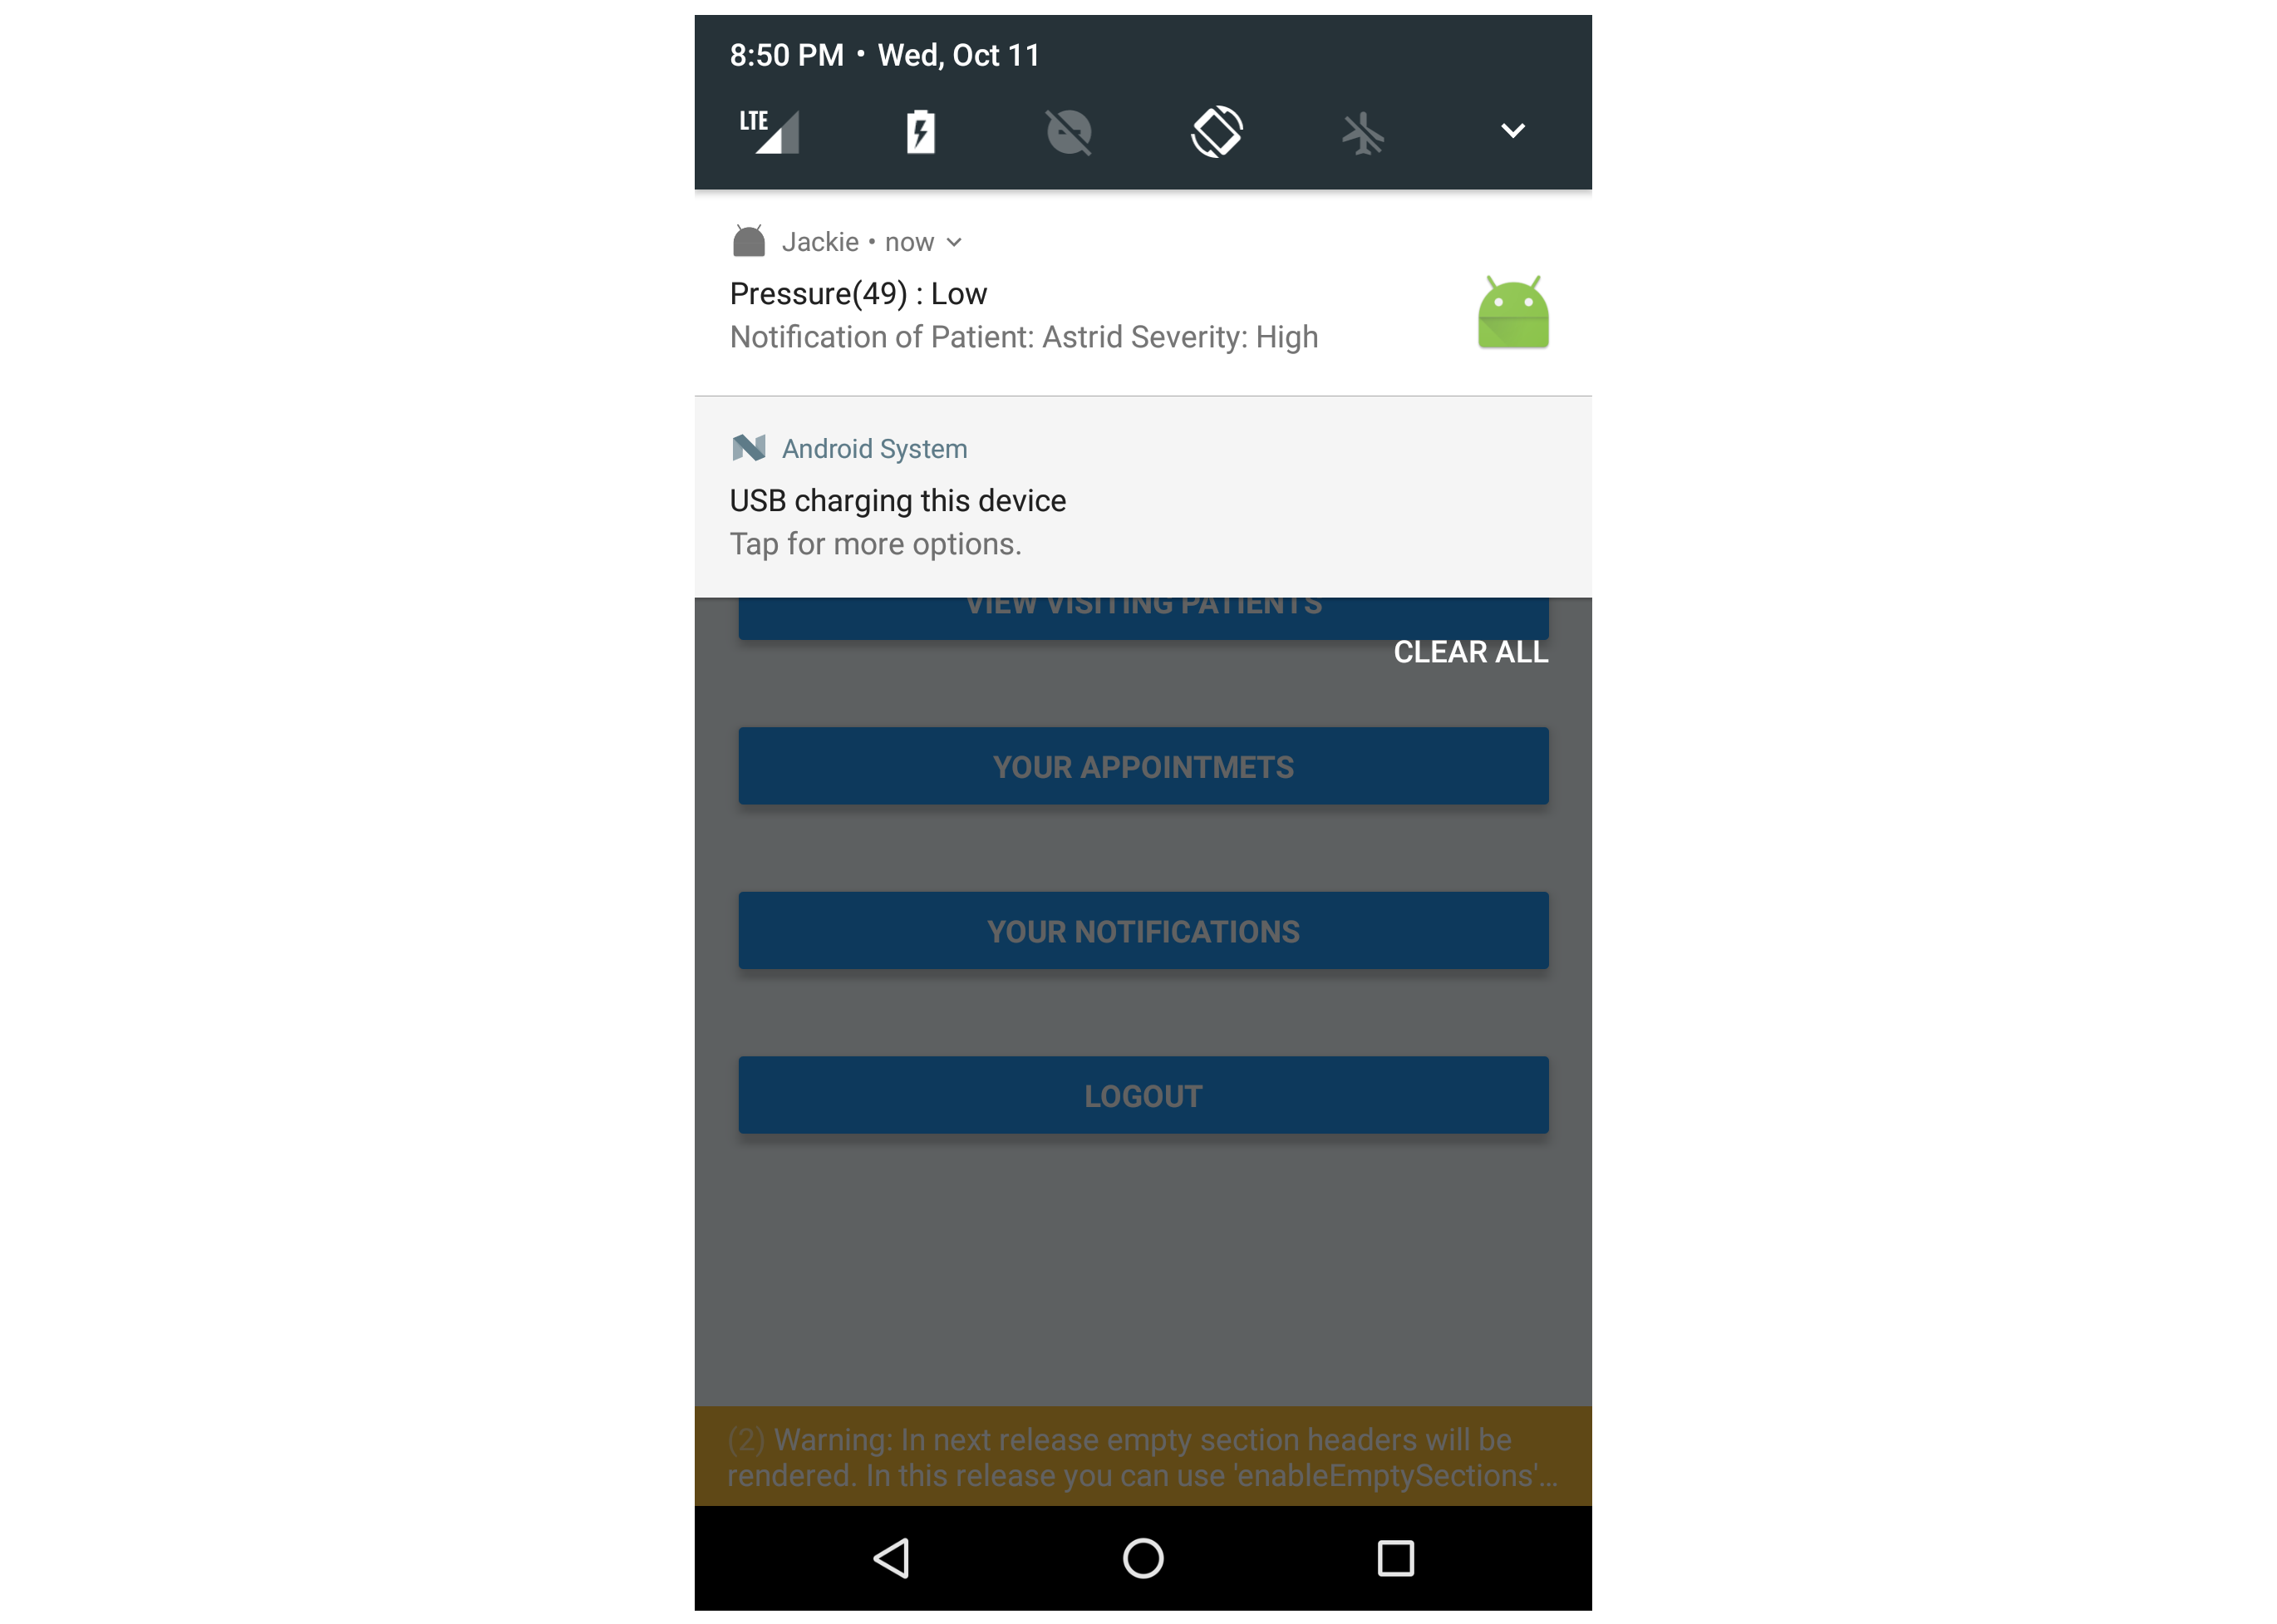 8:50 PM • Wed, Oct 11
LTE
Jackie • now
Pressure(49) : Low
Notification of Patient: Astrid Severity: High
Android System
USB charging this device
Tap for more options.
VIEW VISITING PATIENTS
CLEAR ALL
YOUR APPOINTMETS
YOUR NOTIFICATIONS
LOGOUT
(2) Warning: In next release empty section headers will be
rendered. In this release you can use 'enableEmptySections'...